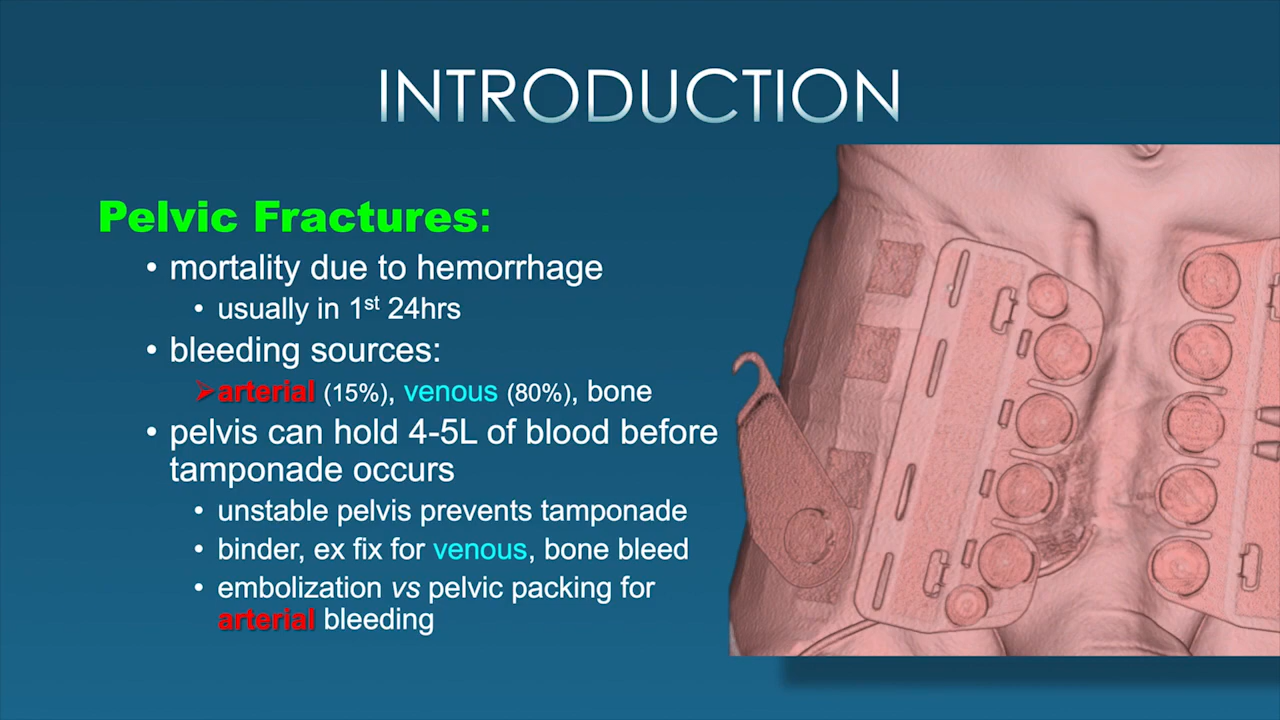 INTRODUCTION
Pelvic Fractures:
• mortality due to hemorrhage
• usually in 1st 24hrs
• bleeding sources:
➢arterial (15%), venous (80%), bone
• pelvis can hold 4-5L of blood before
tamponade occurs
• unstable pelvis prevents tamponade
• binder, ex fix for venous, bone bleed
• embolization vs pelvic packing for
arterial bleeding